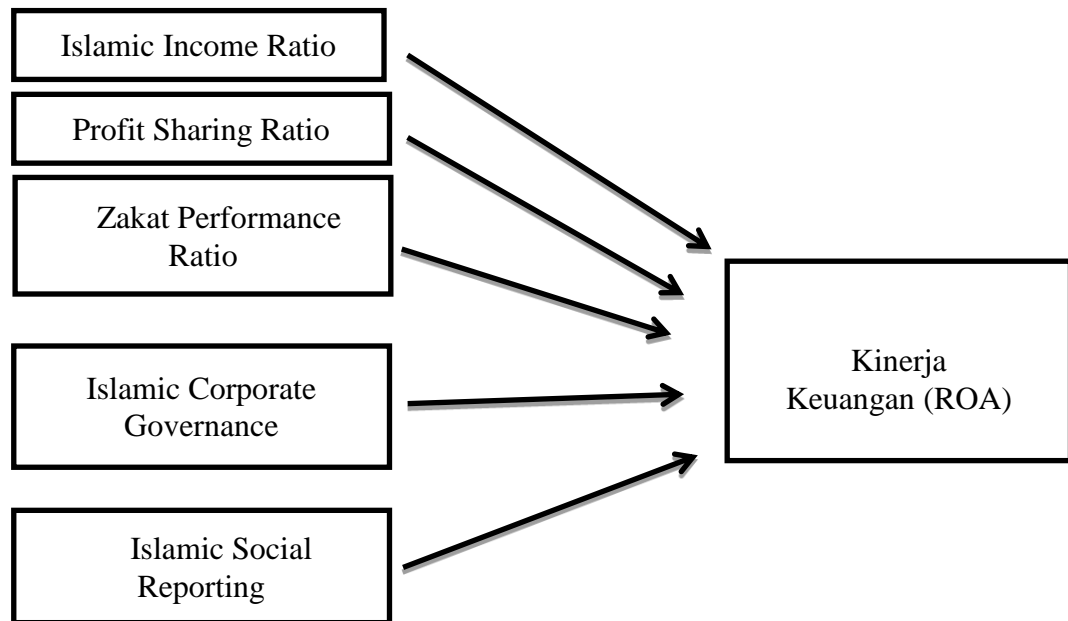 Islamic Income Ratio
Profit Sharing Ratio
Zakat Performance
Ratio
Islamic Corporate
Governance
Islamic Social
Reporting
Kinerja
Keuangan (ROA)